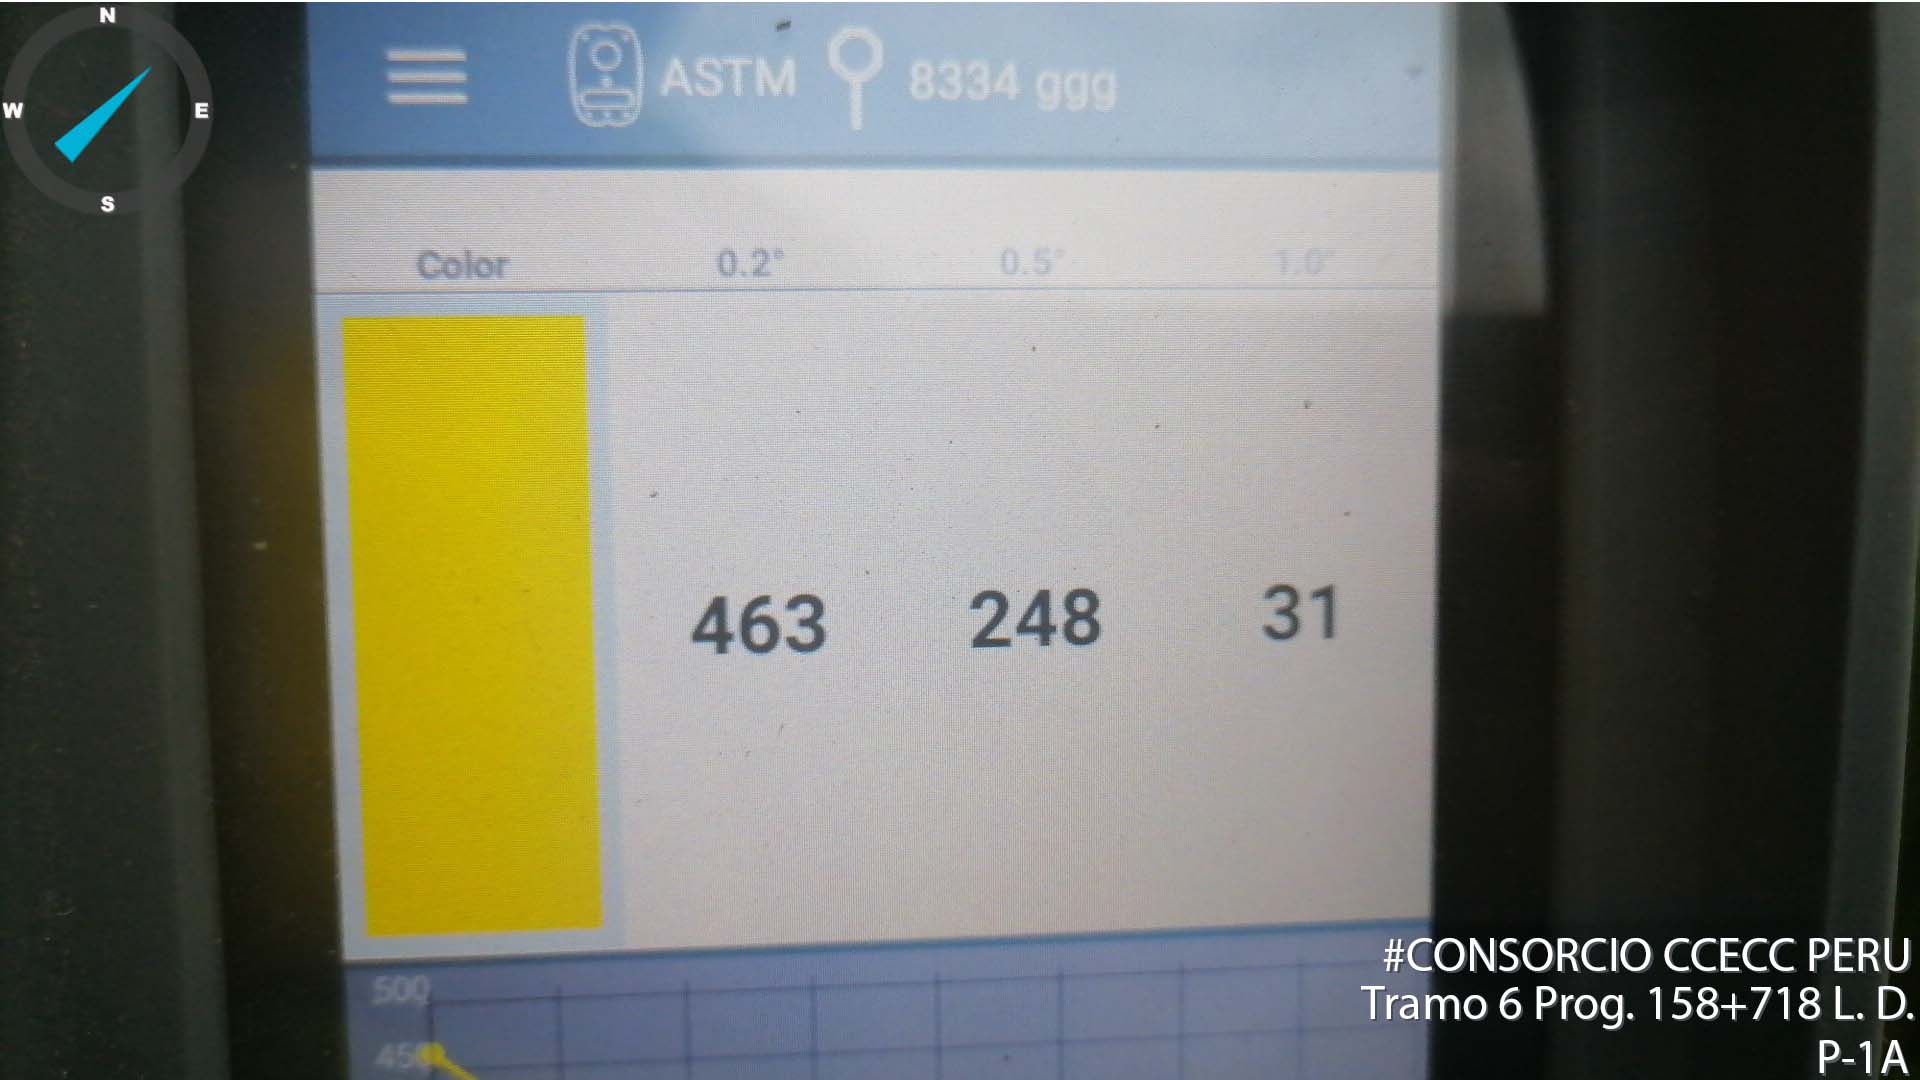 N
W
E
S
ASTM 8334 ggg
Color 0.2° 0.5° 1.0°
463 248 31
500
450
#CONSORCIO CCECC PERU
Tramo 6 Prog. 158+718 L. D.
P-1A